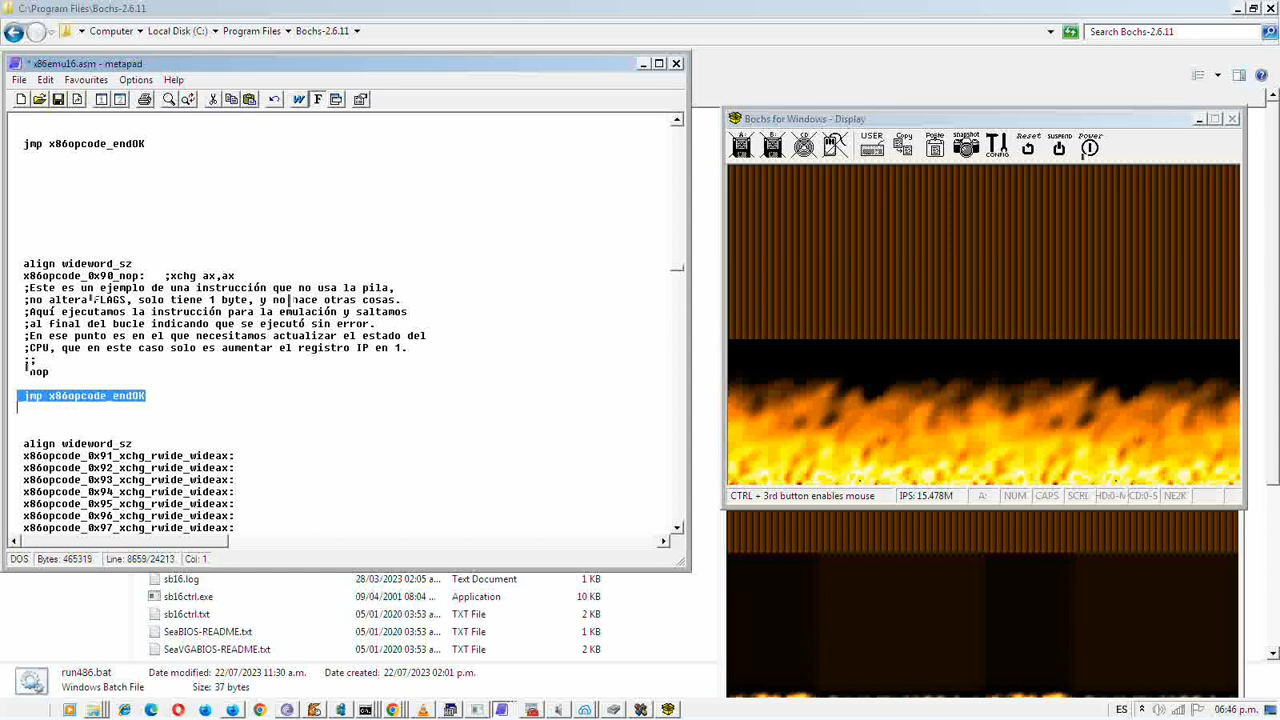 C:\Program Files\Bochs-2.6.11
Computer ▸ Local Disk (C:) ▸ Program Files ▸ Bochs-2.6.11
Search Bochs-2.6.11
* x86emu16.asm - metapad
File Edit Favourites Options Help
jmp x86opcode_endOK
align wideword_sz
x86opcode_0x90_nop: ;xchg ax,ax
;Este es un ejemplo de una instrucción que no usa la pila,
;no altera FLAGS, solo tiene 1 byte, y no hace otras cosas.
;Aquí ejecutamos la instrucción para la emulación y saltamos
;al final del bucle indicando que se ejecutó sin error.
;En ese punto es en el que necesitamos actualizar el estado del
;CPU, que en este caso solo es aumentar el registro IP en 1.
;;
nop
jmp x86opcode_endOK
align wideword_sz
x86opcode_0x91_xchg_rwide_wideax:
x86opcode_0x92_xchg_rwide_wideax:
x86opcode_0x93_xchg_rwide_wideax:
x86opcode_0x94_xchg_rwide_wideax:
x86opcode_0x95_xchg_rwide_wideax:
x86opcode_0x96_xchg_rwide_wideax:
x86opcode_0x97_xchg_rwide_wideax:
DOS Bytes: 465319 Line: 8659/24213 Col: 1
Bochs for Windows - Display
A: B: CD USER Copy Paste snapshot CONFIG Reset SUSPEND Power
CTRL + 3rd button enables mouse IPS: 15.478M A: NUM CAPS SCRL HD:0-M CD:0-S NE2K
sb16.log 28/03/2023 02:05 a... Text Document 1 KB
sb16ctrl.exe 09/04/2001 08:04 ... Application 10 KB
sb16ctrl.txt 05/01/2020 03:53 a... TXT File 2 KB
SeaBIOS-README.txt 05/01/2020 03:53 a... TXT File 1 KB
SeaVGABIOS-README.txt 05/01/2020 03:53 a... TXT File 2 KB
run486.bat Date modified: 22/07/2023 11:30 a.m. Date created: 22/07/2023 02:01 p.m.
Windows Batch File Size: 37 bytes
ES 06:46 p.m.